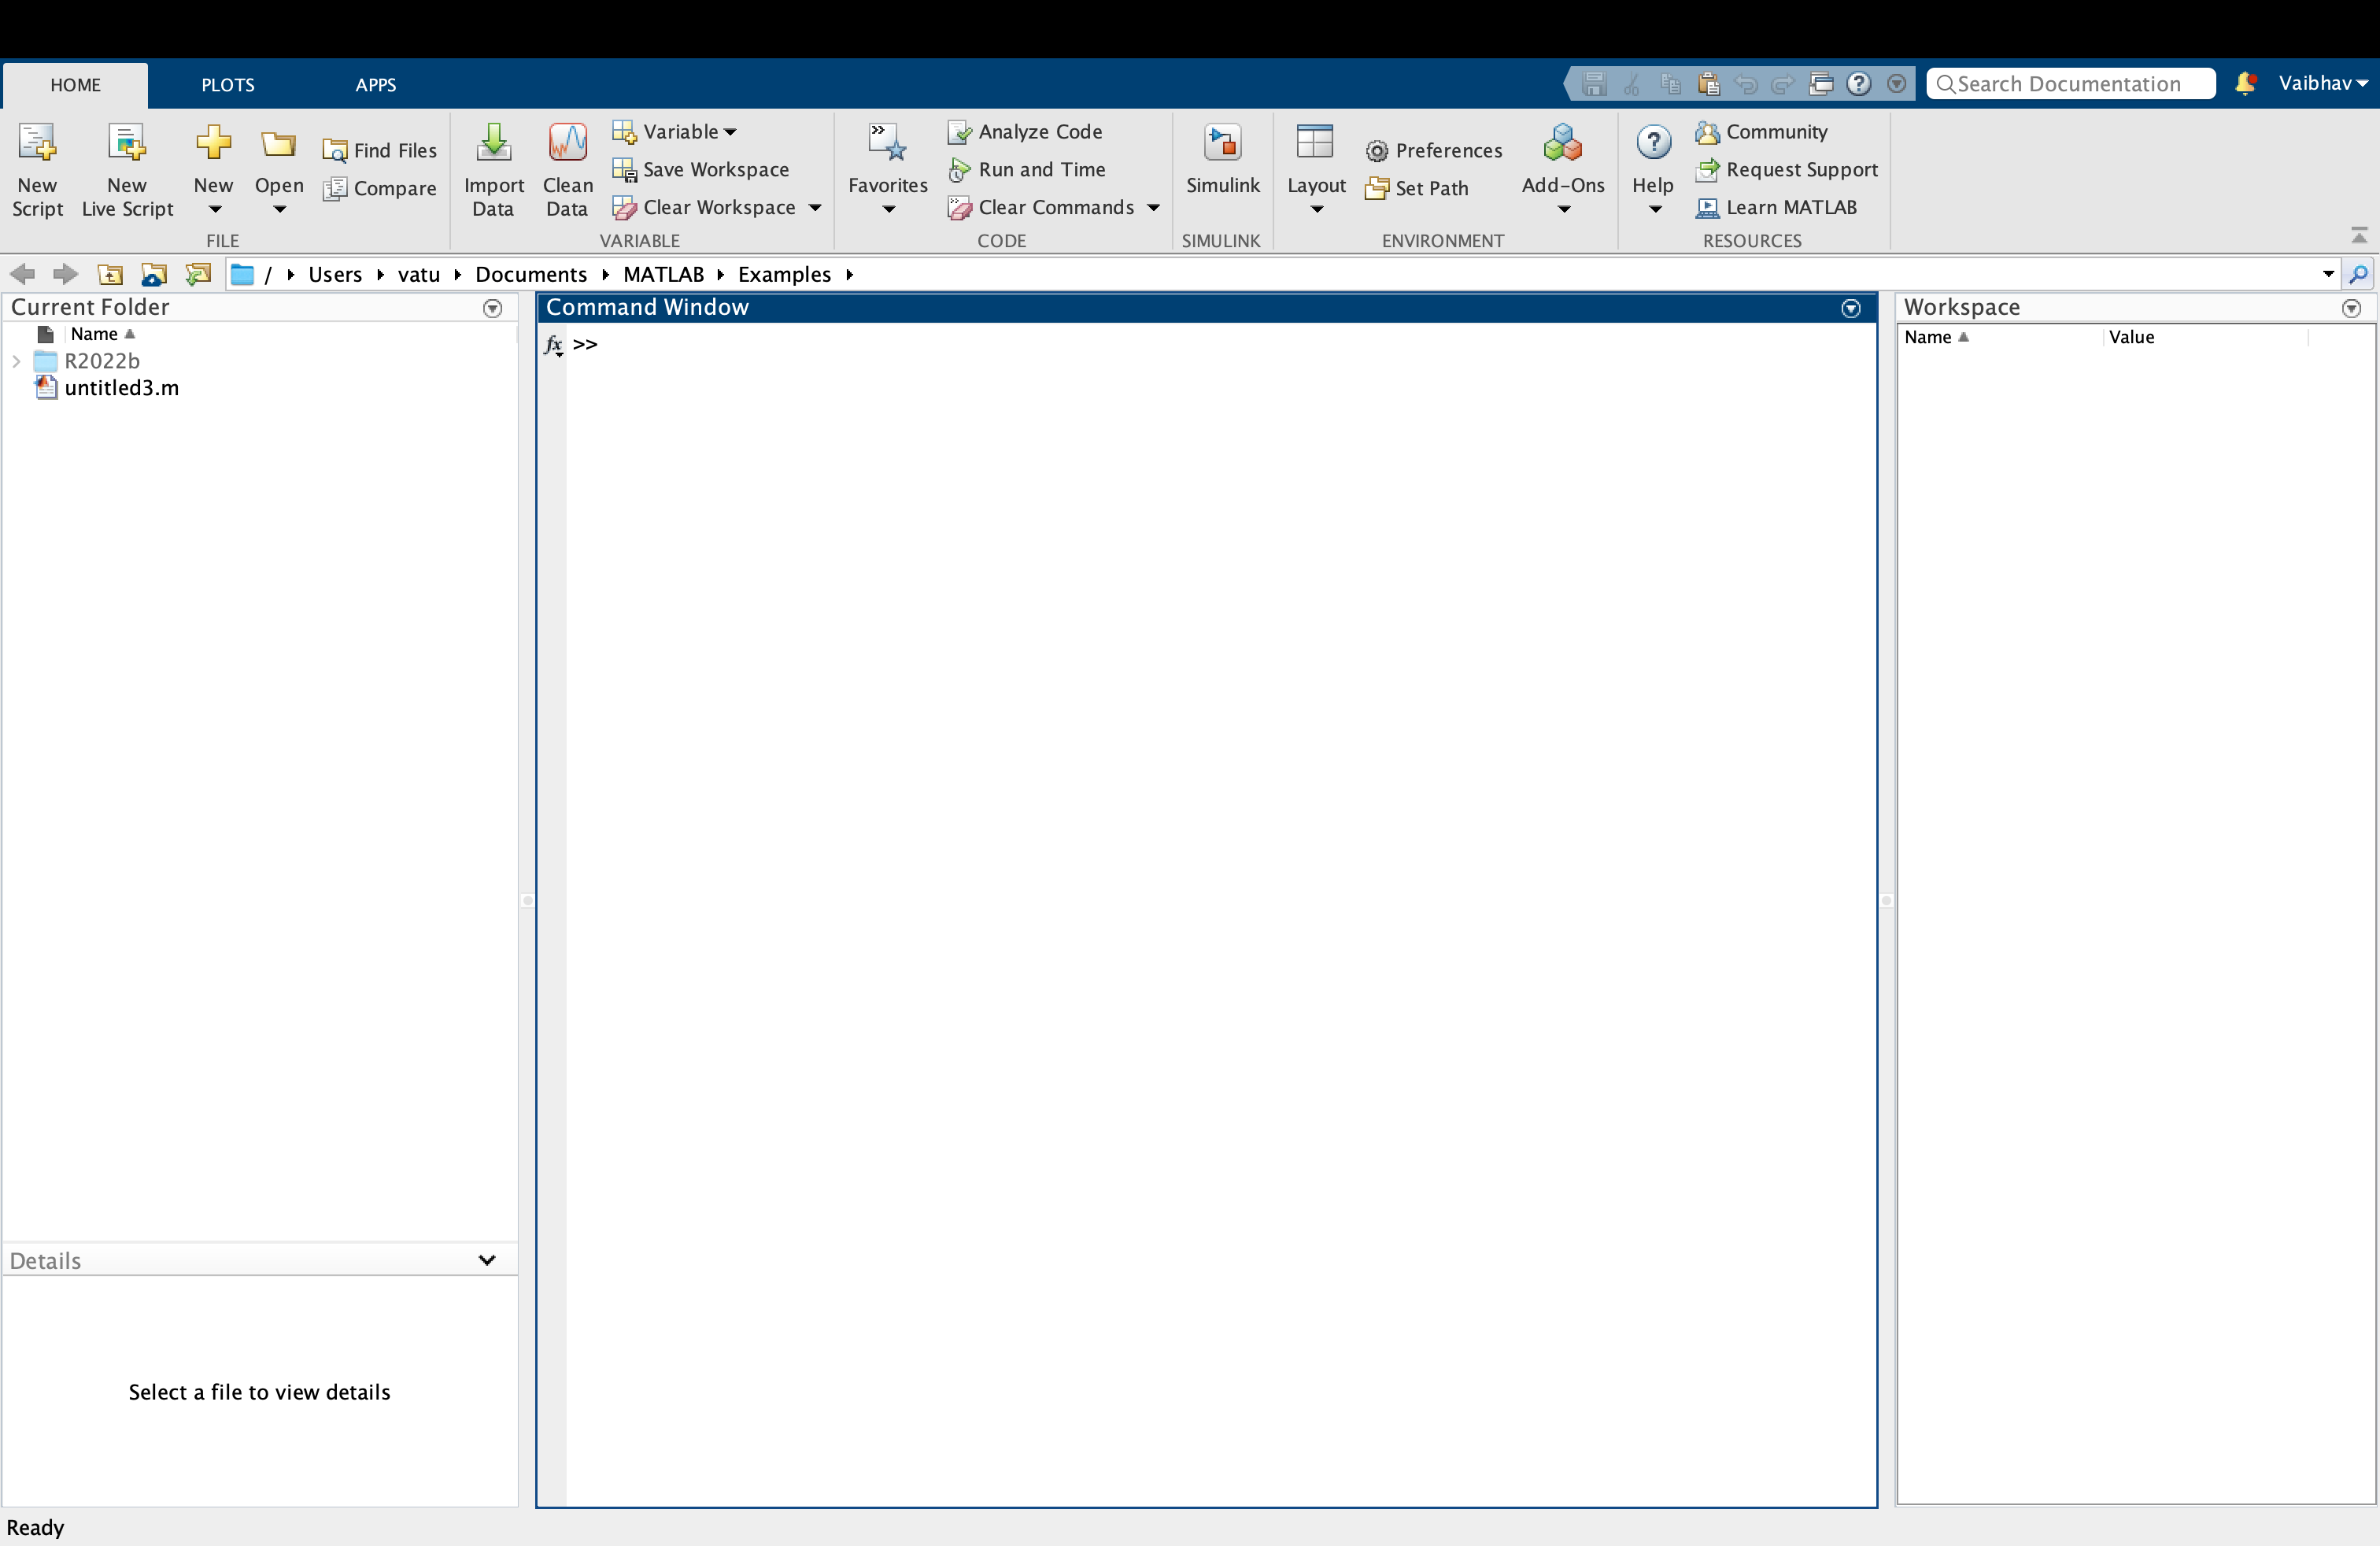 HOME PLOTS APPS Search Documentation Vaibhav
New Script
New Live Script
New
Open
Find Files
Compare
FILE
Import Data
Clean Data
Variable
Save Workspace
Clear Workspace
VARIABLE
Favorites
Analyze Code
Run and Time
Clear Commands
CODE
Simulink
SIMULINK
Layout
Preferences
Set Path
Add-Ons
ENVIRONMENT
Help
Community
Request Support
Learn MATLAB
RESOURCES
/ Users vatu Documents MATLAB Examples
Current Folder
Name
R2022b
untitled3.m
Details
Select a file to view details
Command Window
fx >>
Workspace
Name Value
Ready